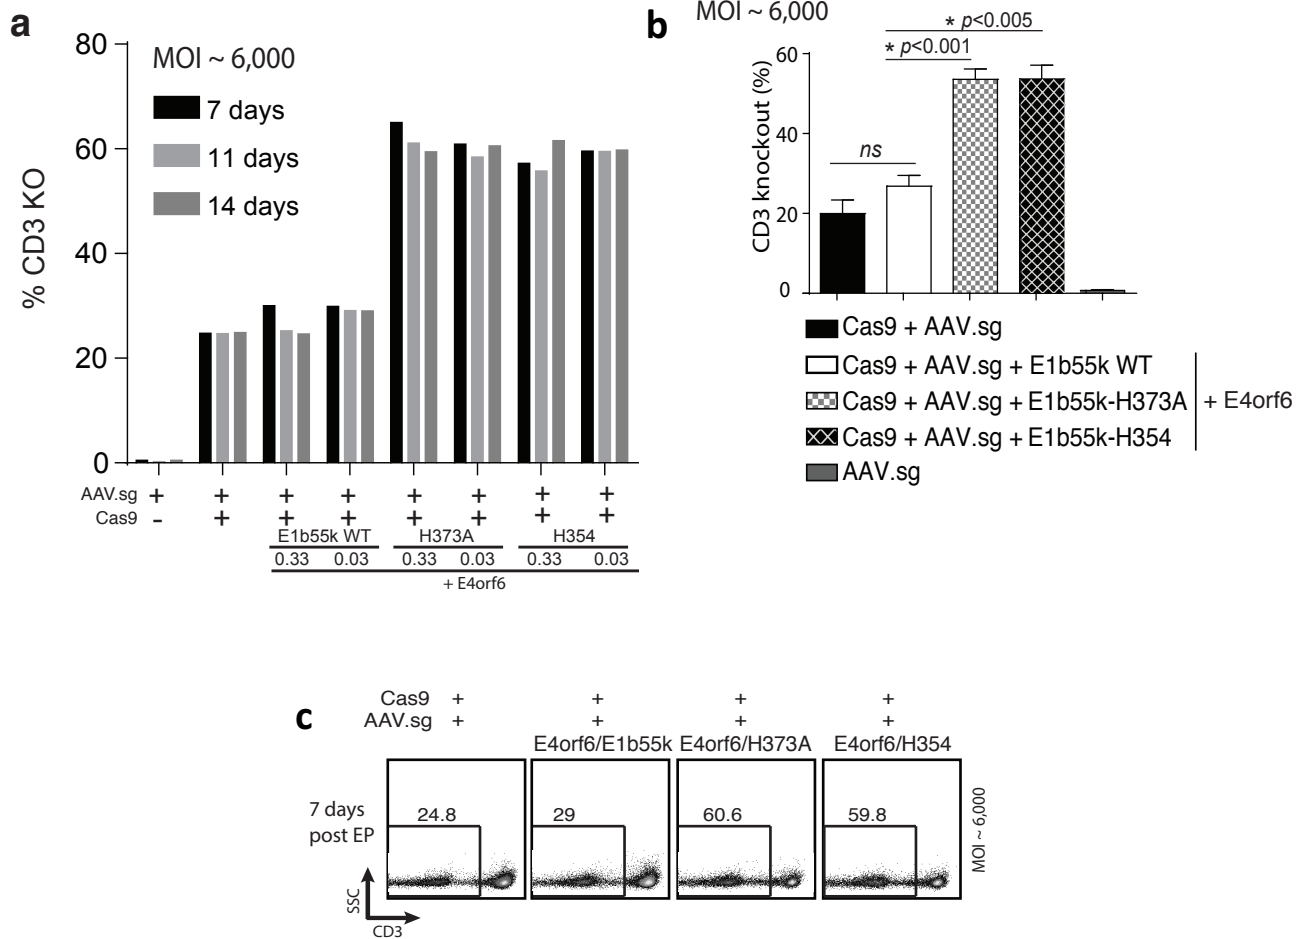 a
MOI ~ 6,000
7 days
11 days
14 days
% CD3 KO
80
60
40
20
0
AAV.sg + + + + + + + +
Cas9 - + + + + + + +
E1b55k WT H373A H354
0.33 0.03 0.33 0.03 0.33 0.03
+ E4orf6
b
MOI ~ 6,000
* p<0.005
* p<0.001
ns
CD3 knockout (%)
60
40
20
0
Cas9 + AAV.sg
Cas9 + AAV.sg + E1b55k WT
Cas9 + AAV.sg + E1b55k-H373A
Cas9 + AAV.sg + E1b55k-H354
+ E4orf6
AAV.sg
c
Cas9 + + + +
AAV.sg + + + +
E4orf6/E1b55k E4orf6/H373A E4orf6/H354
7 days
post EP
24.8 29 60.6 59.8
MOI ~ 6,000
SSC
CD3